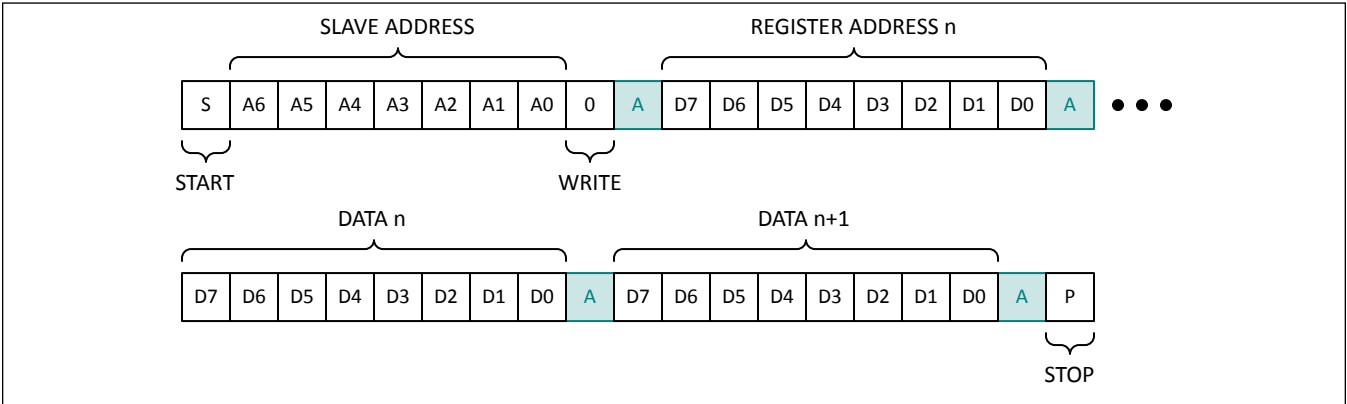 SLAVE ADDRESS REGISTER ADDRESS n
S A6 A5 A4 A3 A2 A1 A0 0 A D7 D6 D5 D4 D3 D2 D1 D0 A
START WRITE
DATA n DATA n+1
D7 D6 D5 D4 D3 D2 D1 D0 A D7 D6 D5 D4 D3 D2 D1 D0 A P
STOP